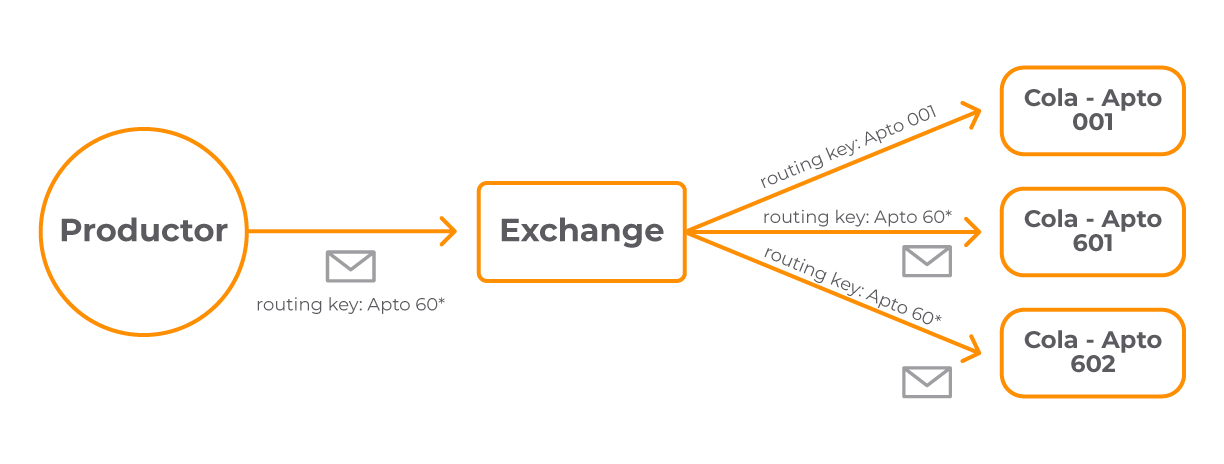 Productor
routing key: Apto 60*
Exchange
routing key: Apto 001
routing key: Apto 60*
routing key: Apto 60*
Cola - Apto
001
Cola - Apto
601
Cola - Apto
602